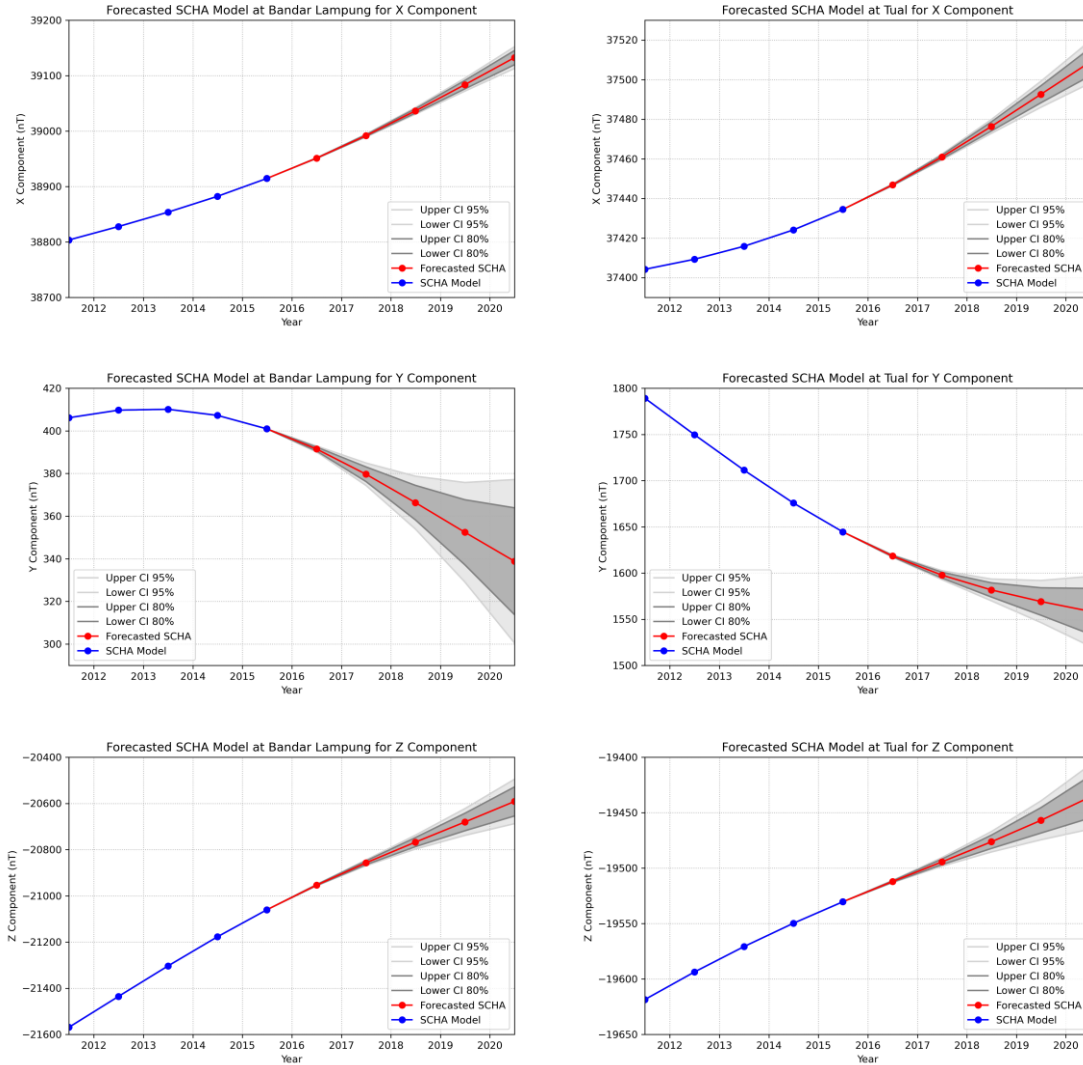 Forecasted SCHA Model at Bandar Lampung for X Component
39200
39100
39000
38900
38800
38700
X Component (nT)
2012 2013 2014 2015 2016 2017 2018 2019 2020
Year
Upper CI 95%
Lower CI 95%
Upper CI 80%
Lower CI 80%
Forecasted SCHA
SCHA Model
Forecasted SCHA Model at Tual for X Component
37520
37500
37480
37460
37440
37420
37400
X Component (nT)
2012 2013 2014 2015 2016 2017 2018 2019 2020
Year
Upper CI 95%
Lower CI 95%
Upper CI 80%
Lower CI 80%
Forecasted SCHA
SCHA Model
Forecasted SCHA Model at Bandar Lampung for Y Component
420
400
380
360
340
320
300
Y Component (nT)
2012 2013 2014 2015 2016 2017 2018 2019 2020
Year
Upper CI 95%
Lower CI 95%
Upper CI 80%
Lower CI 80%
Forecasted SCHA
SCHA Model
Forecasted SCHA Model at Tual for Y Component
1800
1750
1700
1650
1600
1550
1500
Y Component (nT)
2012 2013 2014 2015 2016 2017 2018 2019 2020
Year
Upper CI 95%
Lower CI 95%
Upper CI 80%
Lower CI 80%
Forecasted SCHA
SCHA Model
Forecasted SCHA Model at Bandar Lampung for Z Component
−20400
−20600
−20800
−21000
−21200
−21400
−21600
Z Component (nT)
2012 2013 2014 2015 2016 2017 2018 2019 2020
Year
Upper CI 95%
Lower CI 95%
Upper CI 80%
Lower CI 80%
Forecasted SCHA
SCHA Model
Forecasted SCHA Model at Tual for Z Component
−19400
−19450
−19500
−19550
−19600
−19650
Z Component (nT)
2012 2013 2014 2015 2016 2017 2018 2019 2020
Year
Upper CI 95%
Lower CI 95%
Upper CI 80%
Lower CI 80%
Forecasted SCHA
SCHA Model